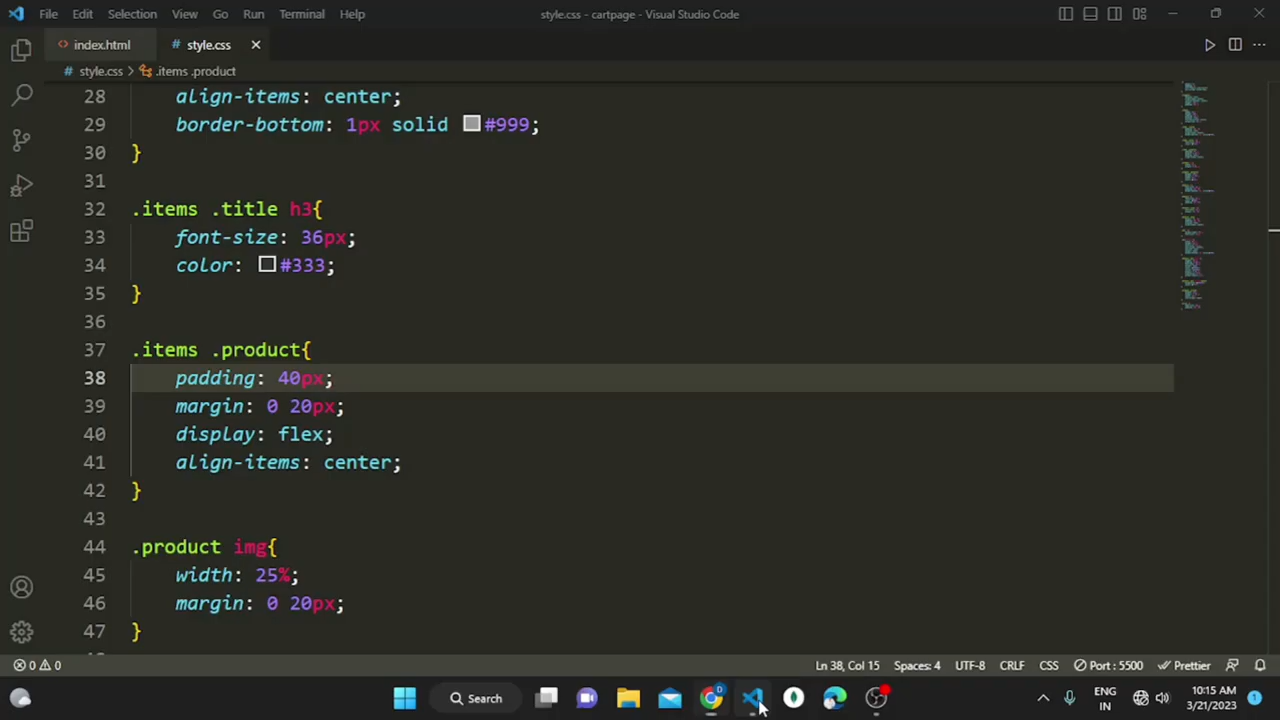 File Edit Selection View Go Run Terminal Help style.css - cartpage - Visual Studio Code
index.html # style.css
# style.css > .items .product
28 align-items: center;
29 border-bottom: 1px solid #999;
30 }
31
32 .items .title h3{
33 font-size: 36px;
34 color: #333;
35 }
36
37 .items .product{
38 padding: 40px;
39 margin: 0 20px;
40 display: flex;
41 align-items: center;
42 }
43
44 .product img{
45 width: 25%;
46 margin: 0 20px;
47 }
0 0 Ln 38, Col 15 Spaces: 4 UTF-8 CRLF CSS Port : 5500 Prettier
Search D ENG 10:15 AM
IN 3/21/2023 1